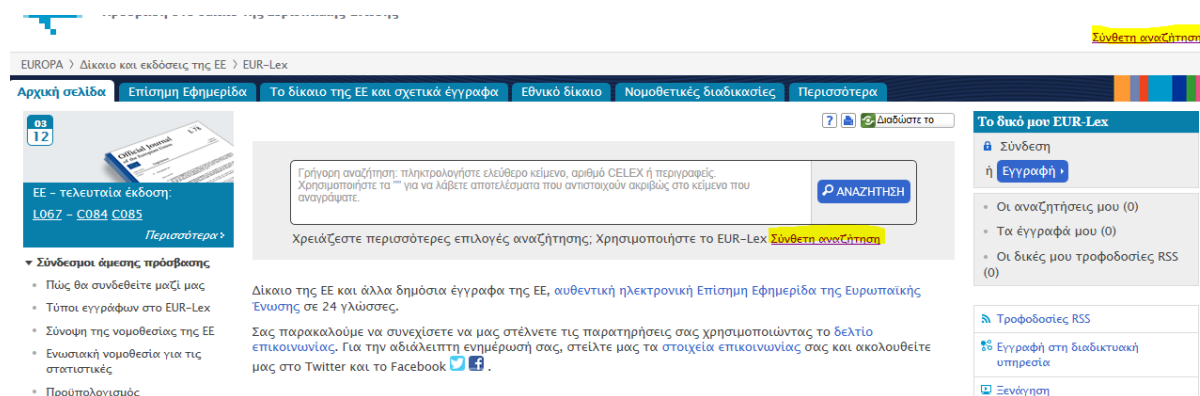 Σύνθετη αναζήτηση
EUROPA > Δίκαιο και εκδόσεις της ΕΕ > EUR-Lex
Αρχική σελίδα
Επίσημη Εφημερίδα
Το δίκαιο της ΕΕ και σχετικά έγγραφα
Εθνικό δίκαιο
Νομοθετικές διαδικασίες
Περισσότερα
03
12
Official Journal
ΕΕ – τελευταία έκδοση:
L067 – C084 C085
Περισσότερα >
Σύνδεσμοι άμεσης πρόσβασης
Πώς θα συνδεθείτε μαζί μας
Τύποι εγγράφων στο EUR-Lex
Σύνοψη της νομοθεσίας της ΕΕ
Ενωσιακή νομοθεσία για τις
στατιστικές
Προϋπολογισμός
? Διαδώστε το
Γρήγορη αναζήτηση: πληκτρολογήστε ελεύθερο κείμενο, αριθμό CELEX ή περιγραφείς.
Χρησιμοποιήστε τα "" για να λάβετε αποτελέσματα που αντιστοιχούν ακριβώς στο κείμενο που
αναγράψατε.
ΑΝΑΖΗΤΗΣΗ
Χρειάζεστε περισσότερες επιλογές αναζήτησης; Χρησιμοποιήστε το EUR-Lex Σύνθετη αναζήτηση
Δίκαιο της ΕΕ και άλλα δημόσια έγγραφα της ΕΕ, αυθεντική ηλεκτρονική Επίσημη Εφημερίδα της Ευρωπαϊκής
Ένωσης σε 24 γλώσσες.
Σας παρακαλούμε να συνεχίσετε να μας στέλνετε τις παρατηρήσεις σας χρησιμοποιώντας το δελτίο
επικοινωνίας. Για την αδιάλειπτη ενημέρωσή σας, στείλτε μας τα στοιχεία επικοινωνίας σας και ακολουθείτε
μας στο Twitter και το Facebook .
Το δικό μου EUR-Lex
Σύνδεση
ή Εγγραφή
Οι αναζητήσεις μου (0)
Τα έγγραφά μου (0)
Οι δικές μου τροφοδοσίες RSS
(0)
Τροφοδοσίες RSS
Εγγραφή στη διαδικτυακή
υπηρεσία
Ξενάγηση